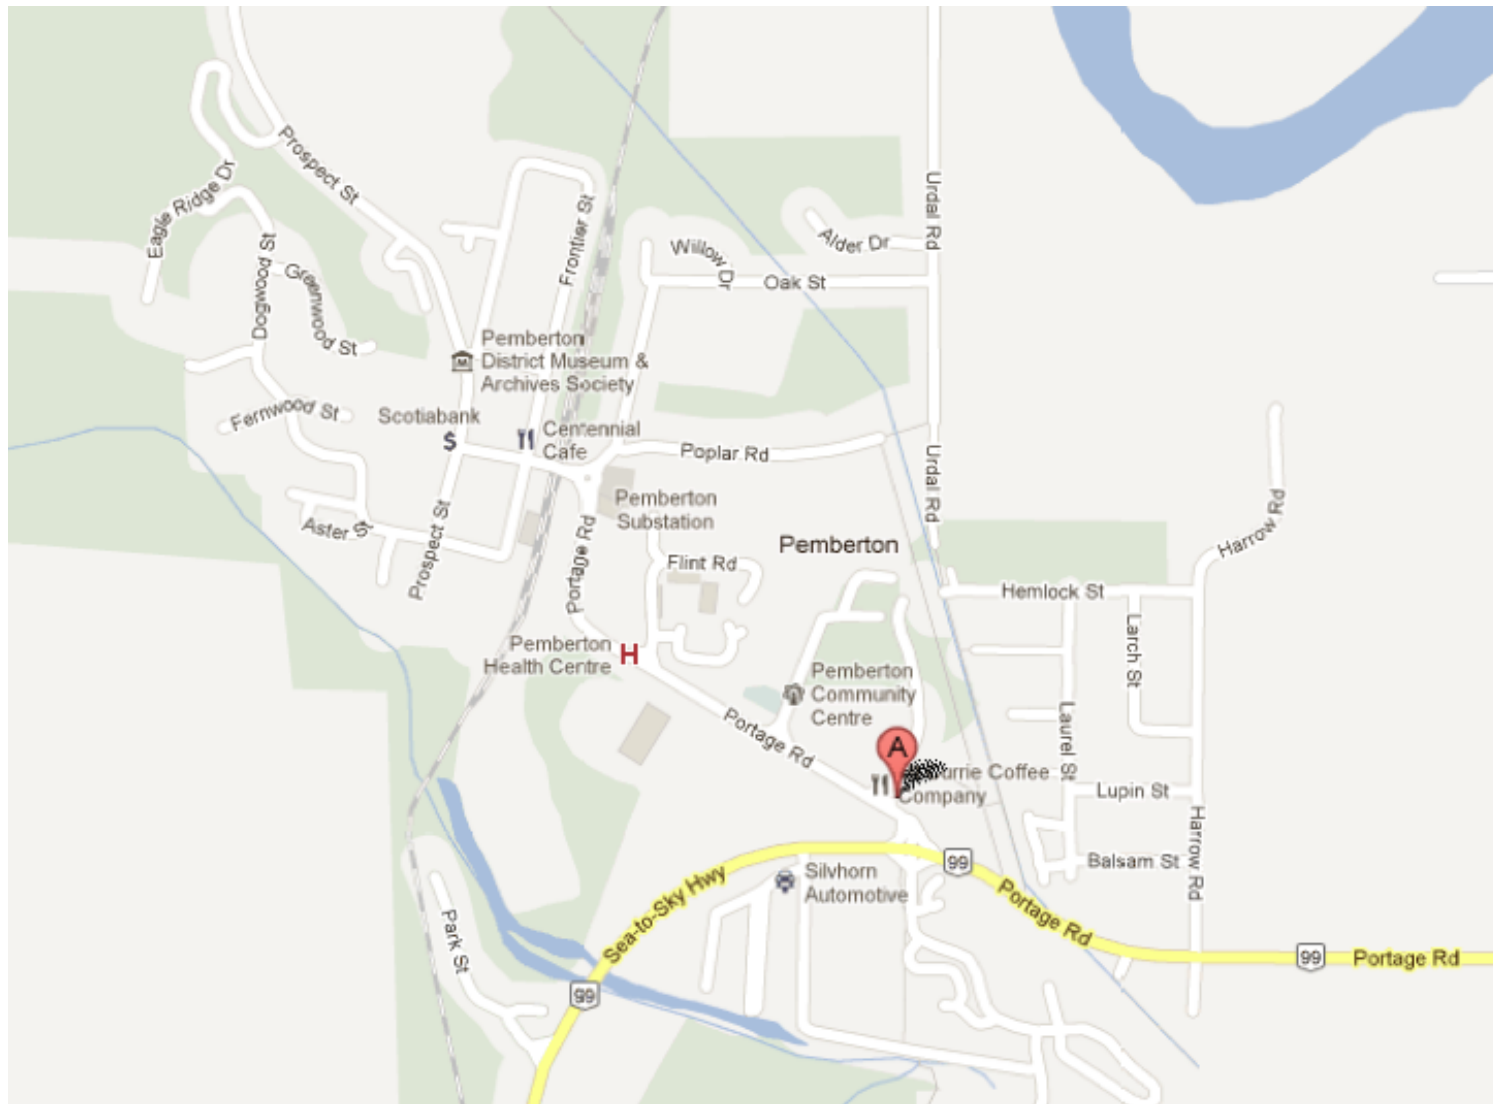 Prospect St
Eagle Ridge Dr
Dogwood St
Greenwood St
Frontier St
Willow Dr
Alder Dr
Urdal Rd
Oak St
Pemberton
District Museum &
Archives Society
Fernwood St
Scotiabank
$
Centennial
Cafe
Poplar Rd
Urdal Rd
Pemberton
Substation
Aster St
Prospect St
Portage Rd
Flint Rd
Pemberton
Harrow Rd
Hemlock St
Larch St
Pemberton
Health Centre
H
Pemberton
Community
Centre
Portage Rd
Laurel St
A
Coffee
Company
Lupin St
Harrow Rd
Balsam St
99
Silvhorn
Automotive
Sea-to-Sky Hwy
Portage Rd
Park St
99
Portage Rd
99